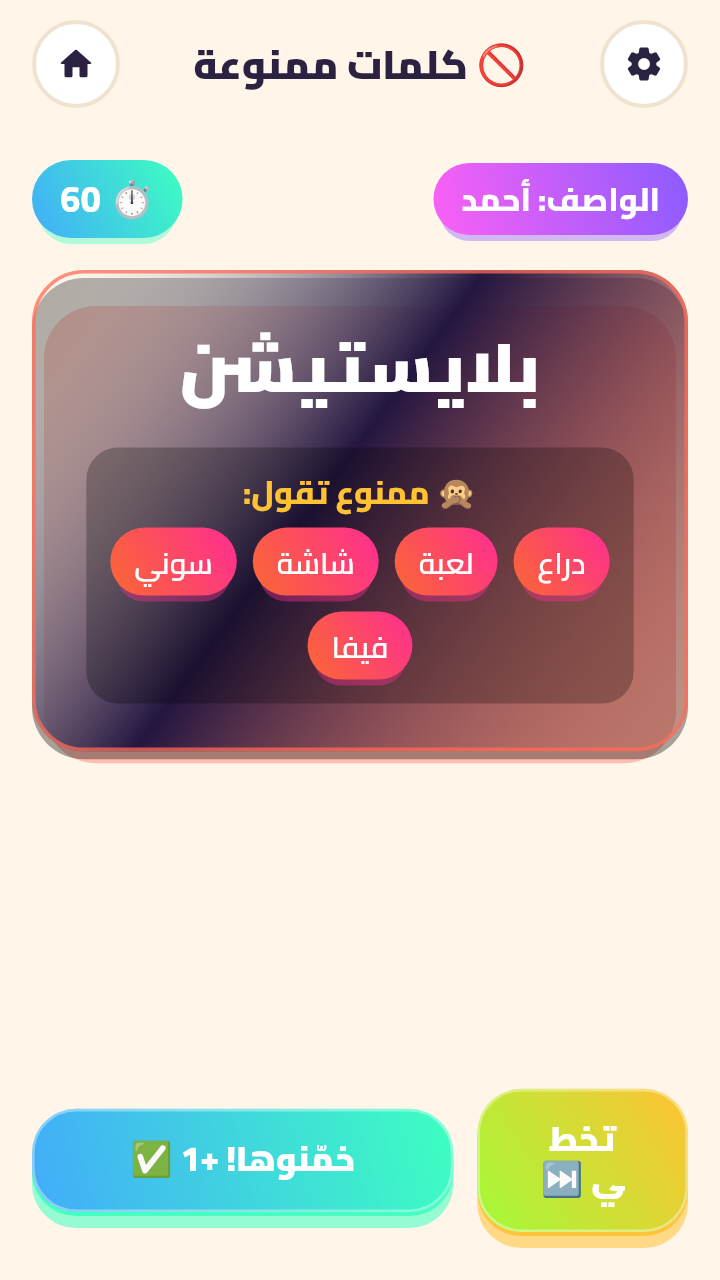 🚫 كلمات ممنوعة
الواصف: أحمد
⏱️ 60
بلايستيشن
🙊 ممنوع تقول:
دراع لعبة شاشة سوني
فيفا
تخط
ي ⏭️
خمّنوها! +1 ✅